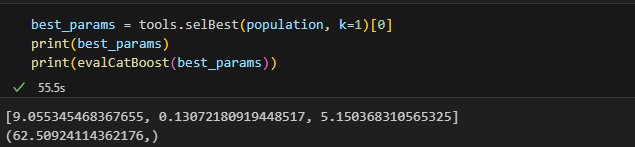 best_params = tools.selBest(population, k=1)[0]
print(best_params)
print(evalCatBoost(best_params))
✓ 55.5s
[9.055345468367655, 0.13072180919448517, 5.150368310565325]
(62.50924114362176,)